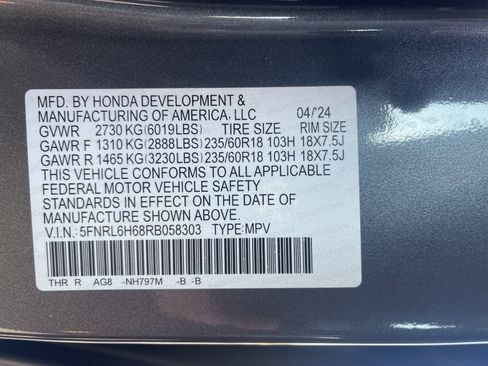 MFD. BY HONDA DEVELOPMENT &
MANUFACTURING OF AMERICA, LLC 04/'24
GVWR 2730 KG(6019LBS) TIRE SIZE RIM SIZE
GAWR F 1310 KG(2888LBS) 235/60R18 103H 18X7.5J
GAWR R 1465 KG(3230LBS) 235/60R18 103H 18X7.5J
THIS VEHICLE CONFORMS TO ALL APPLICABLE
FEDERAL MOTOR VEHICLE SAFETY
STANDARDS IN EFFECT ON THE DATE OF
MANUFACTURE SHOWN ABOVE.
V.I.N.: 5FNRL6H68RB058303 TYPE:MPV
THR R AG8 -NH797M -B -B